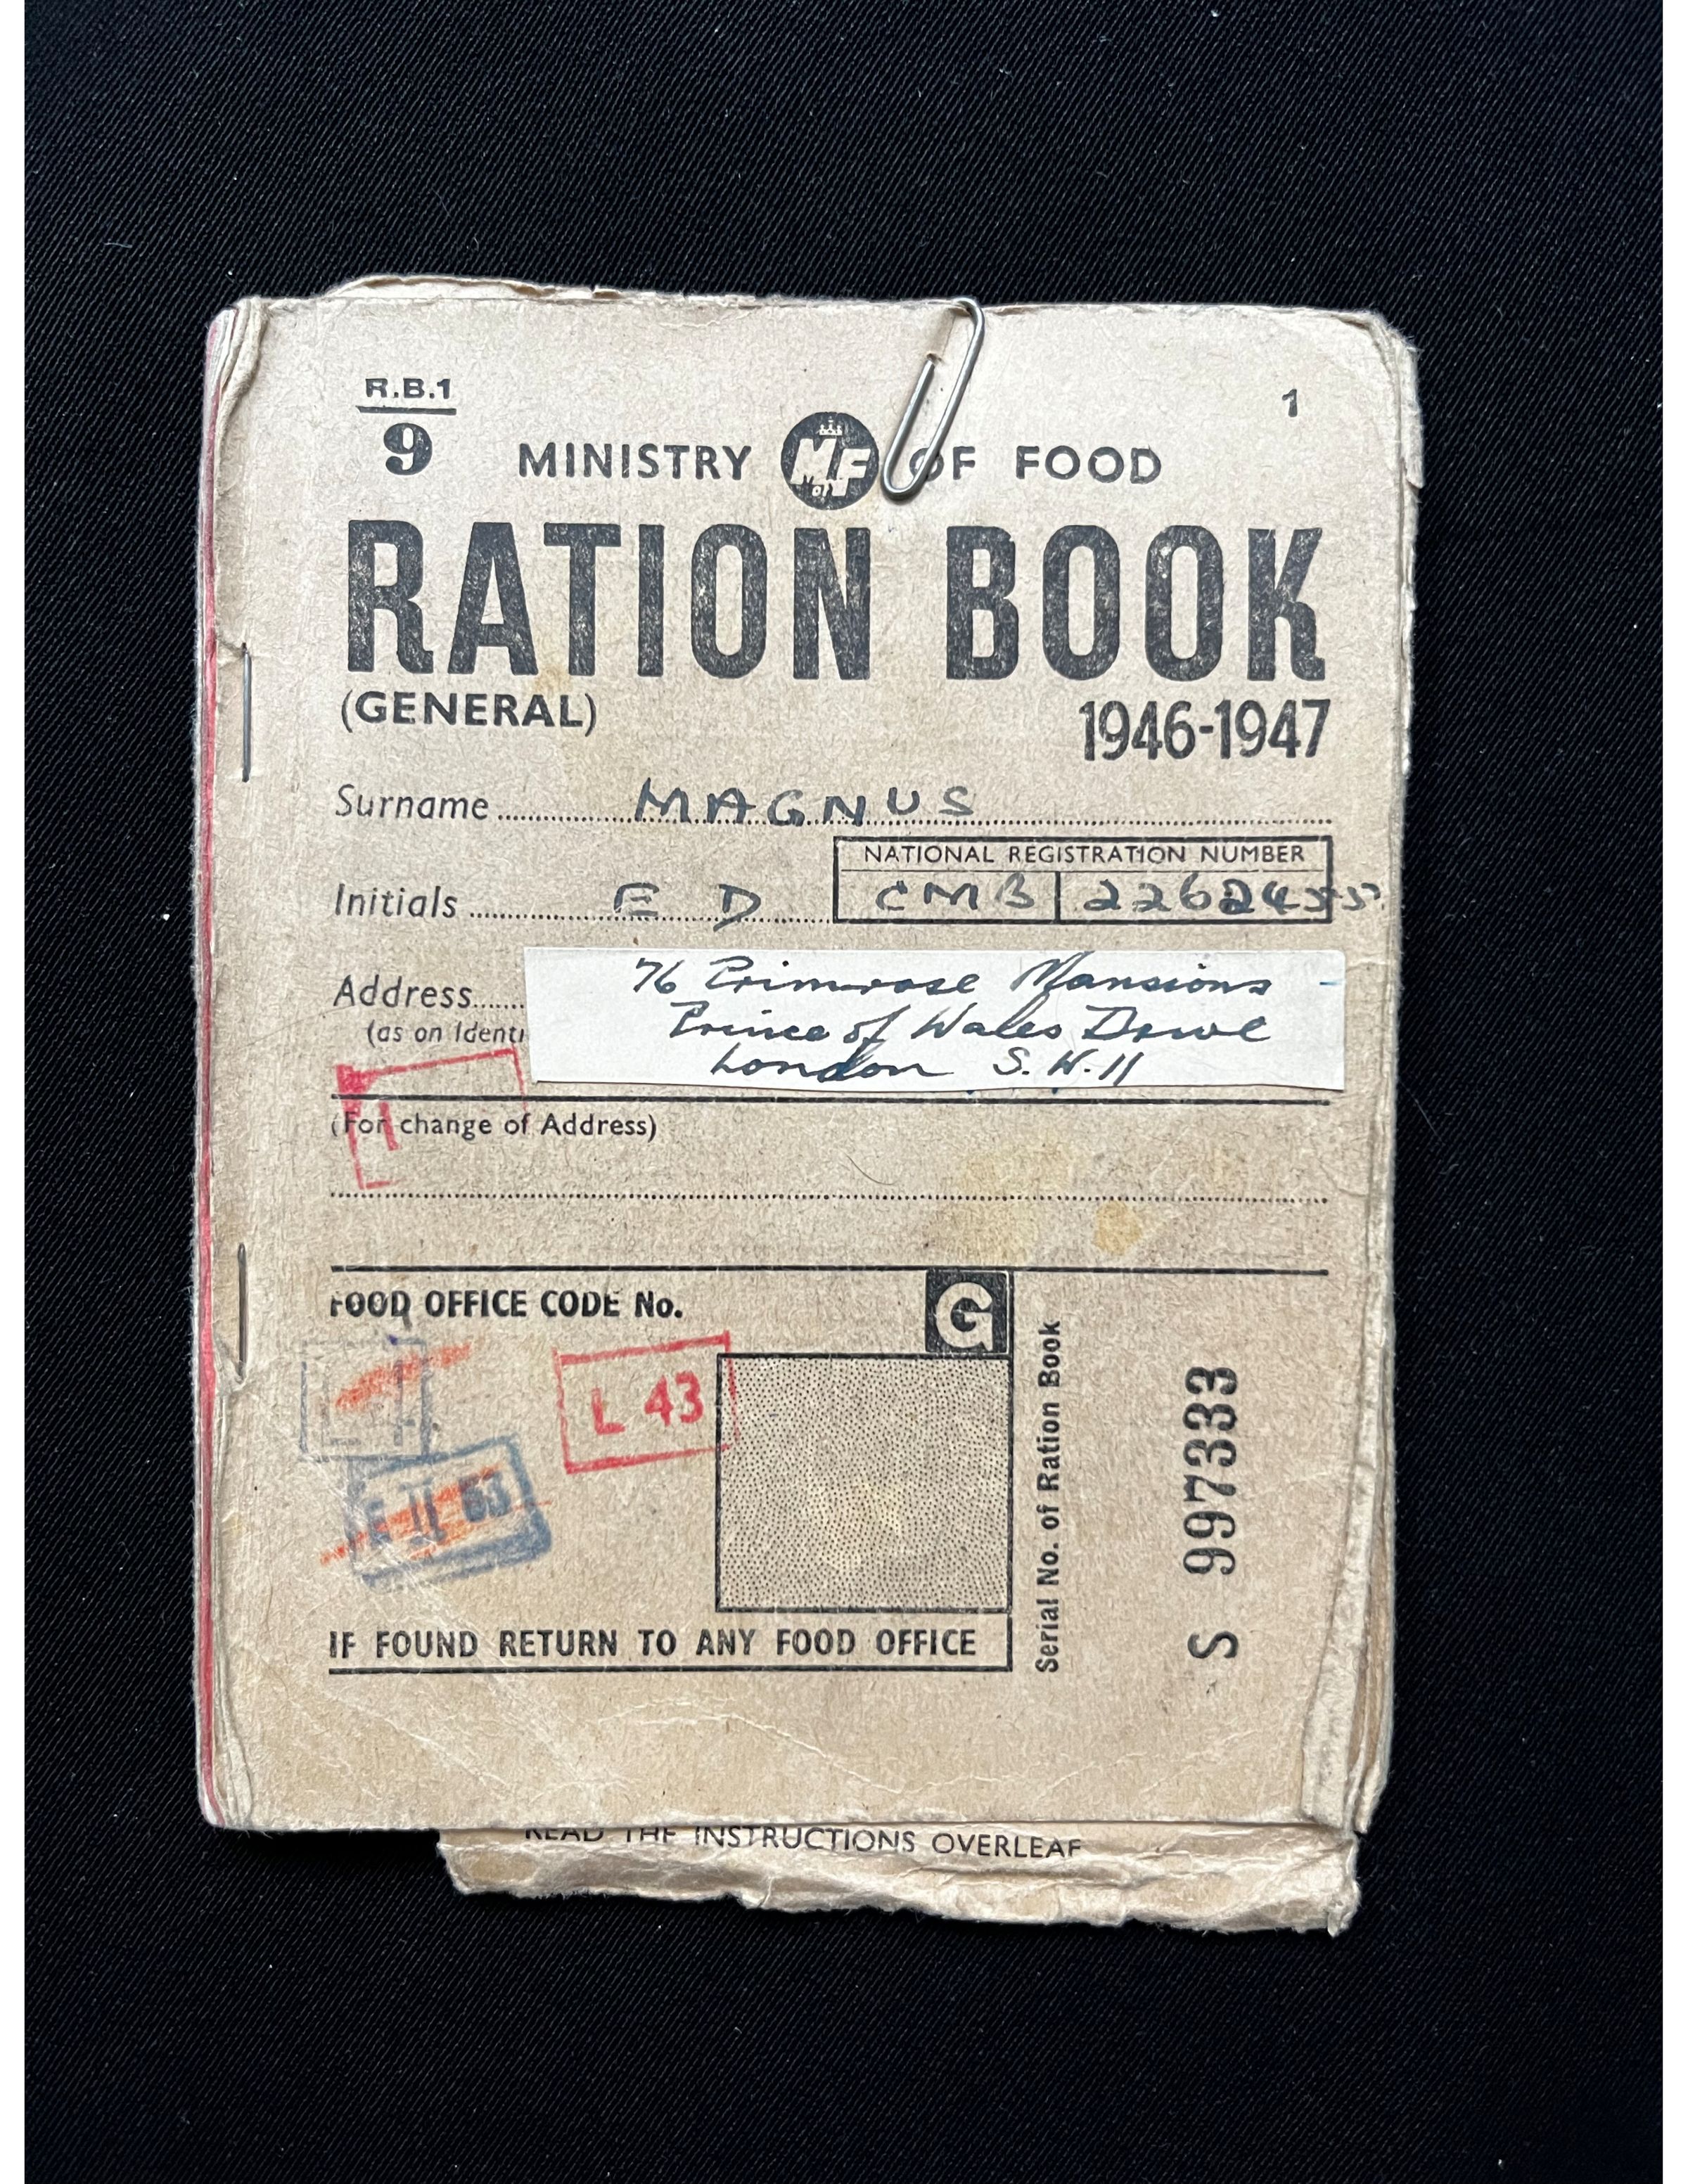 R.B.1
9
1
MINISTRY MoF OF FOOD
RATION BOOK
(GENERAL)
1946-1947
Surname MAGNUS
NATIONAL REGISTRATION NUMBER
Initials E D
CMB
Address
(as on Identi
76 Primrose Mansions
Prince of Wales Drive
London S.W.11
(For change of Address)
FOOD OFFICE CODE No.
G
L 43
Serial No. of Ration Book
S 997333
IF FOUND RETURN TO ANY FOOD OFFICE
READ THE INSTRUCTIONS OVERLEAF